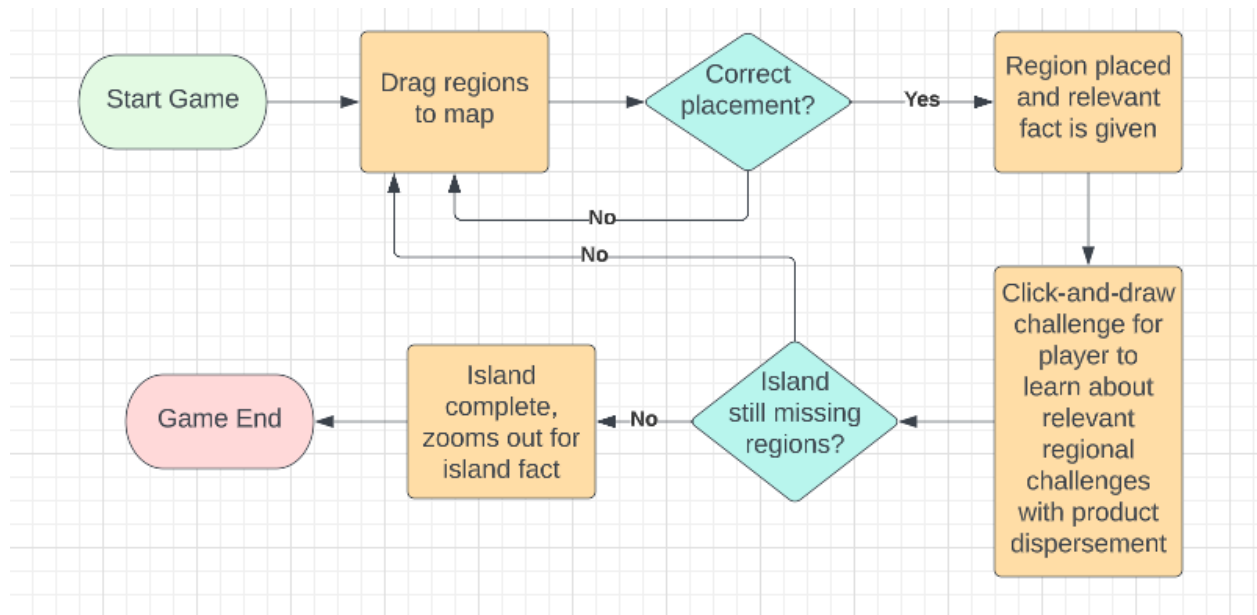 Start Game
Drag regions
to map
Correct
placement?
Yes
Region placed
and relevant
fact is given
No
No
Click-and-draw
challenge for
player to
learn about
relevant
regional
challenges
with product
dispersement
Island
still missing
regions?
No
Island
complete,
zooms out for
island fact
Game End